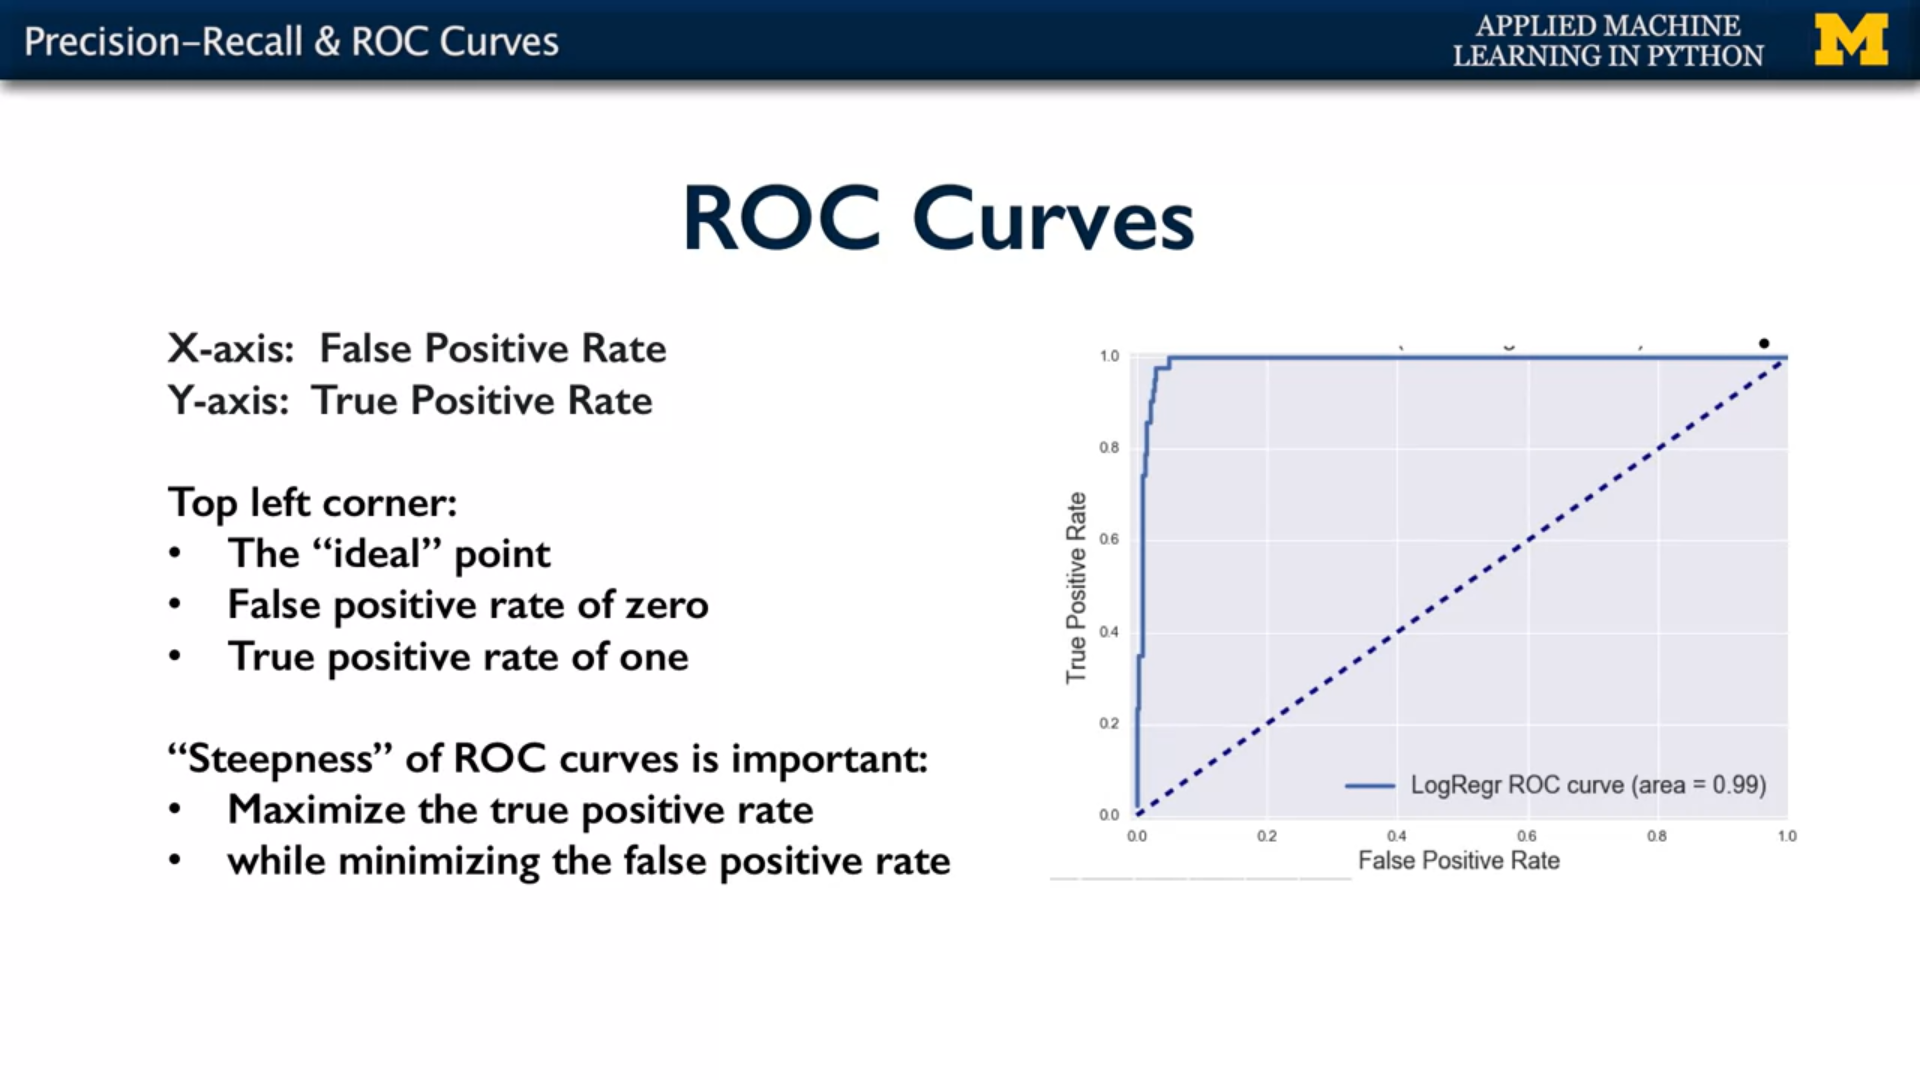 Precision-Recall & ROC Curves
APPLIED MACHINE
LEARNING IN PYTHON
M
ROC Curves
X-axis: False Positive Rate
Y-axis: True Positive Rate
Top left corner:
• The “ideal” point
• False positive rate of zero
• True positive rate of one
“Steepness” of ROC curves is important:
• Maximize the true positive rate
• while minimizing the false positive rate
1.0
0.8
0.6
0.4
0.2
0.0
True Positive Rate
LogRegr ROC curve (area = 0.99)
0.0 0.2 0.4 0.6 0.8 1.0
False Positive Rate